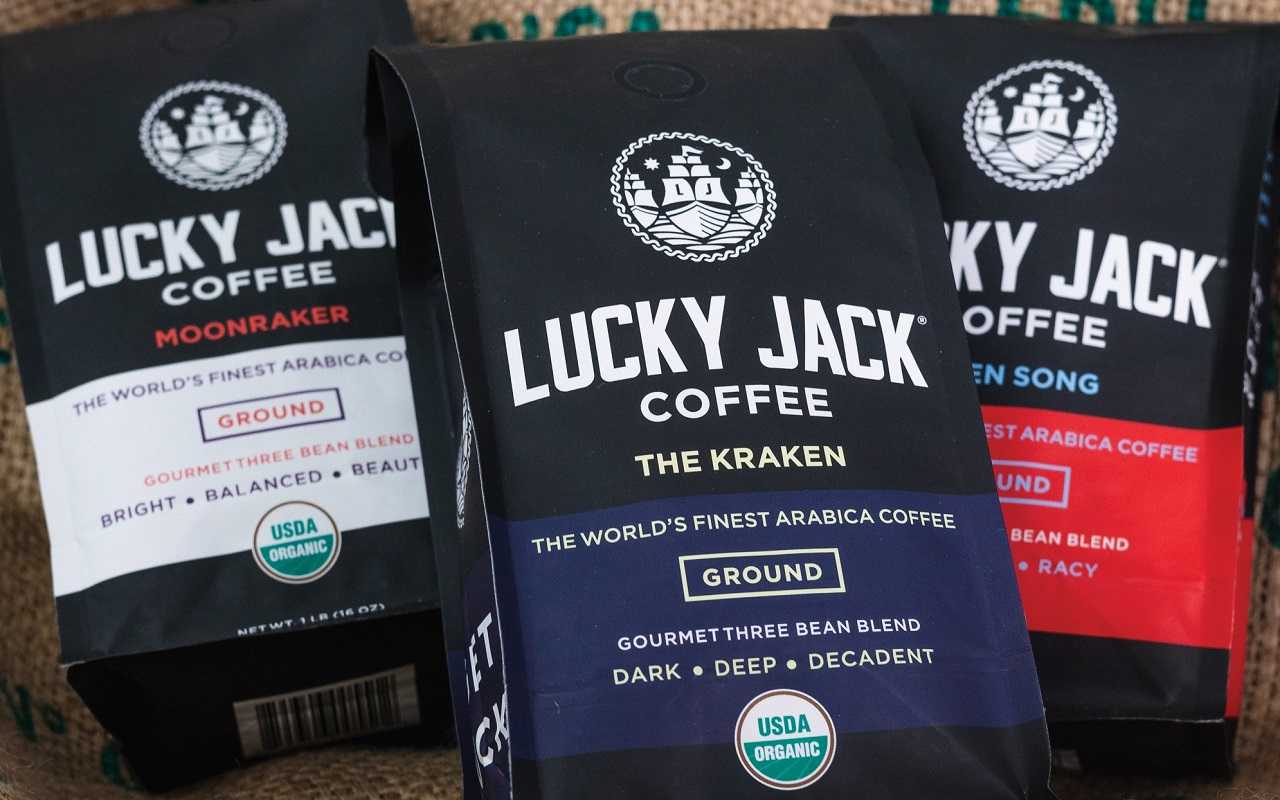 LUCKY JACK
COFFEE
MOONRAKER
THE WORLD'S FINEST ARABICA CO
GROUND
GOURMET THREE BEAN BLEND
BRIGHT • BALANCED • BEAUT
USDA
ORGANIC
NET WT. 1 LB (16 OZ)
LUCKY JACK®
COFFEE
THE KRAKEN
THE WORLD'S FINEST ARABICA COFFEE
GROUND
GOURMET THREE BEAN BLEND
DARK • DEEP • DECADENT
USDA
ORGANIC
KY JACK
OFFEE
EN SONG
EST ARABICA COFFEE
UND
BEAN BLEND
• RACY